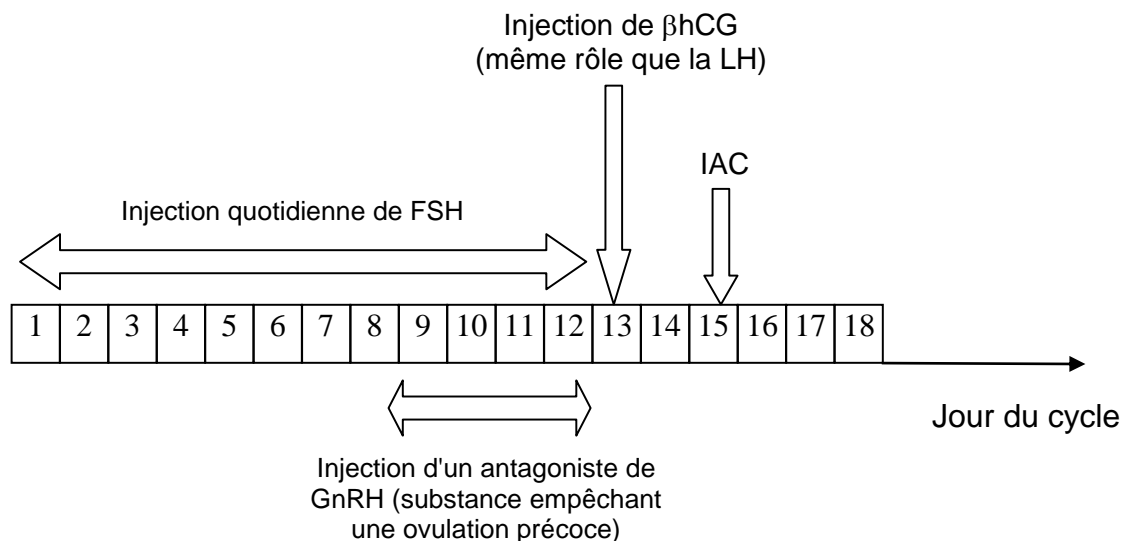 Injection de βhCG
(même rôle que la LH)
IAC
Injection quotidienne de FSH
1 2 3 4 5 6 7 8 9 10 11 12 13 14 15 16 17 18
Jour du cycle
Injection d'un antagoniste de
GnRH (substance empêchant
une ovulation précoce)